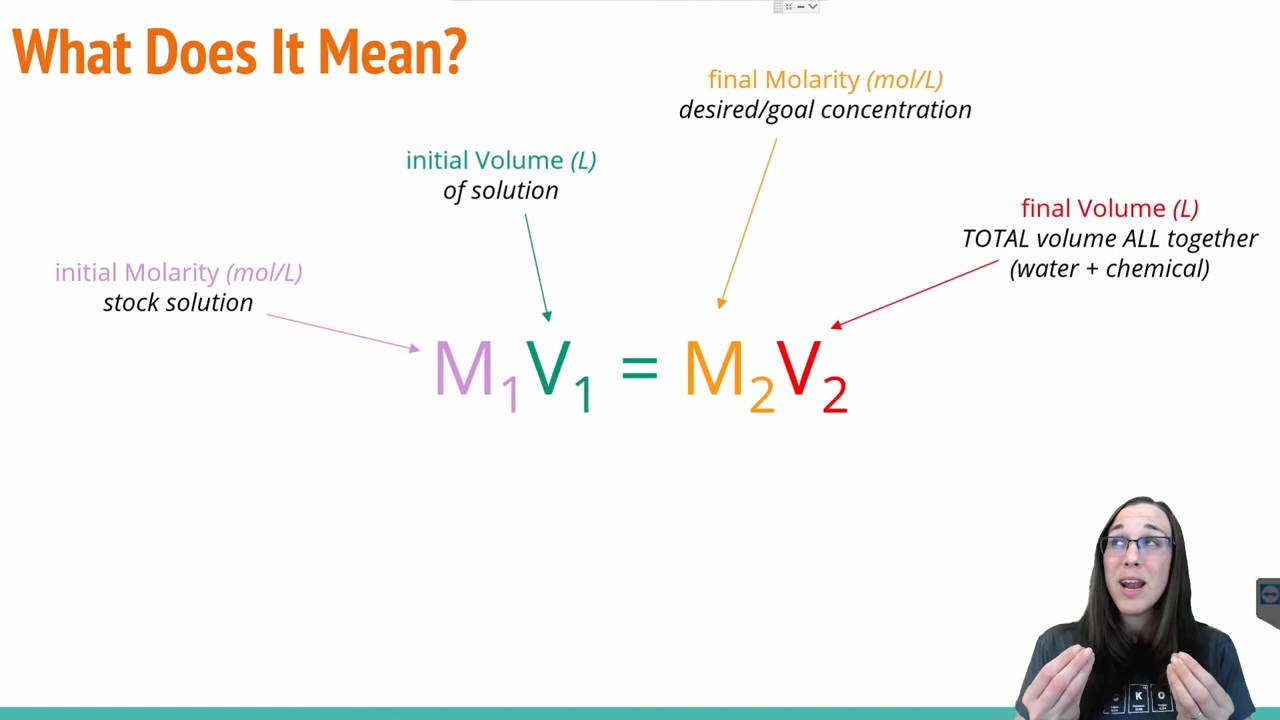 What Does It Mean?
final Molarity (mol/L)
desired/goal concentration
initial Volume (L)
of solution
final Volume (L)
TOTAL volume ALL together
(water + chemical)
initial Molarity (mol/L)
stock solution
M₁V₁ = M₂V₂
K O